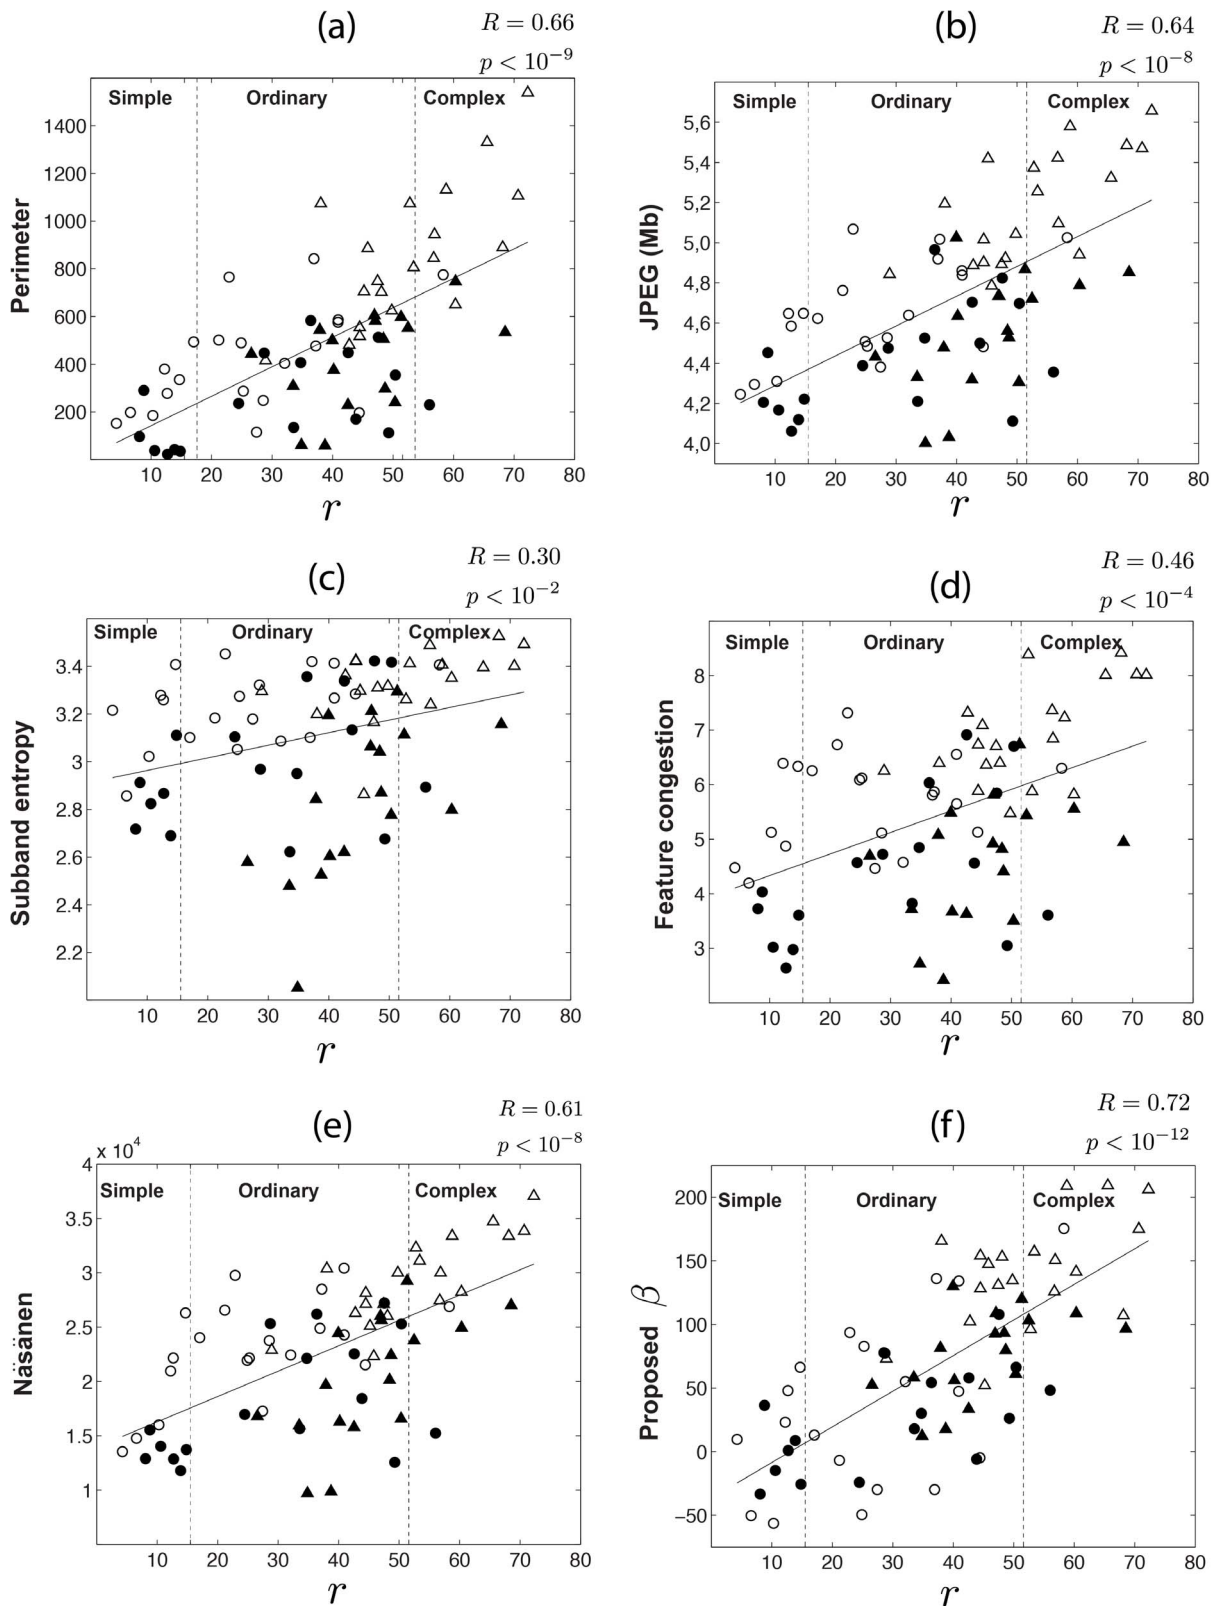 (a)
R = 0.66
p < 10⁻⁹
Simple Ordinary Complex
1400
1200
1000
800
600
400
200
Perimeter
10 20 30 40 50 60 70 80
r
(b)
R = 0.64
p < 10⁻⁸
Simple Ordinary Complex
5,6
5,4
5,2
5,0
4,8
4,6
4,4
4,2
4,0
JPEG (Mb)
10 20 30 40 50 60 70 80
r
(c)
R = 0.30
p < 10⁻²
Simple Ordinary Complex
3.4
3.2
3
2.8
2.6
2.4
2.2
Subband entropy
10 20 30 40 50 60 70 80
r
(d)
R = 0.46
p < 10⁻⁴
Simple Ordinary Complex
8
7
6
5
4
3
Feature congestion
10 20 30 40 50 60 70 80
r
(e)
R = 0.61
p < 10⁻⁸
x 10⁴
Simple Ordinary Complex
4
3.5
3
2.5
2
1.5
1
Näsänen
10 20 30 40 50 60 70 80
r
(f)
R = 0.72
p < 10⁻¹²
Simple Ordinary Complex
200
150
100
50
0
−50
Proposed β
10 20 30 40 50 60 70 80
r